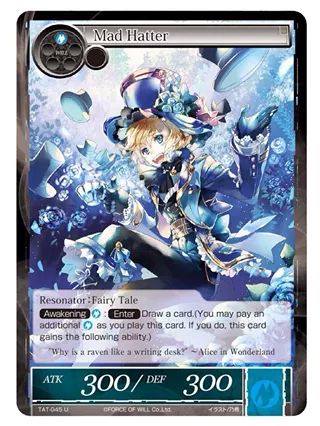 Mad Hatter
WILL
Resonator: Fairy Tale
Awakening : Enter Draw a card.(You may pay an
additional as you play this card. If you do, this card
gains the following ability.)
"Why is a raven like a writing desk?" ~Alice in Wonderland
ATK 300/ DEF 300
TAT-045 U ©FORCE OF WILL Co.Ltd.